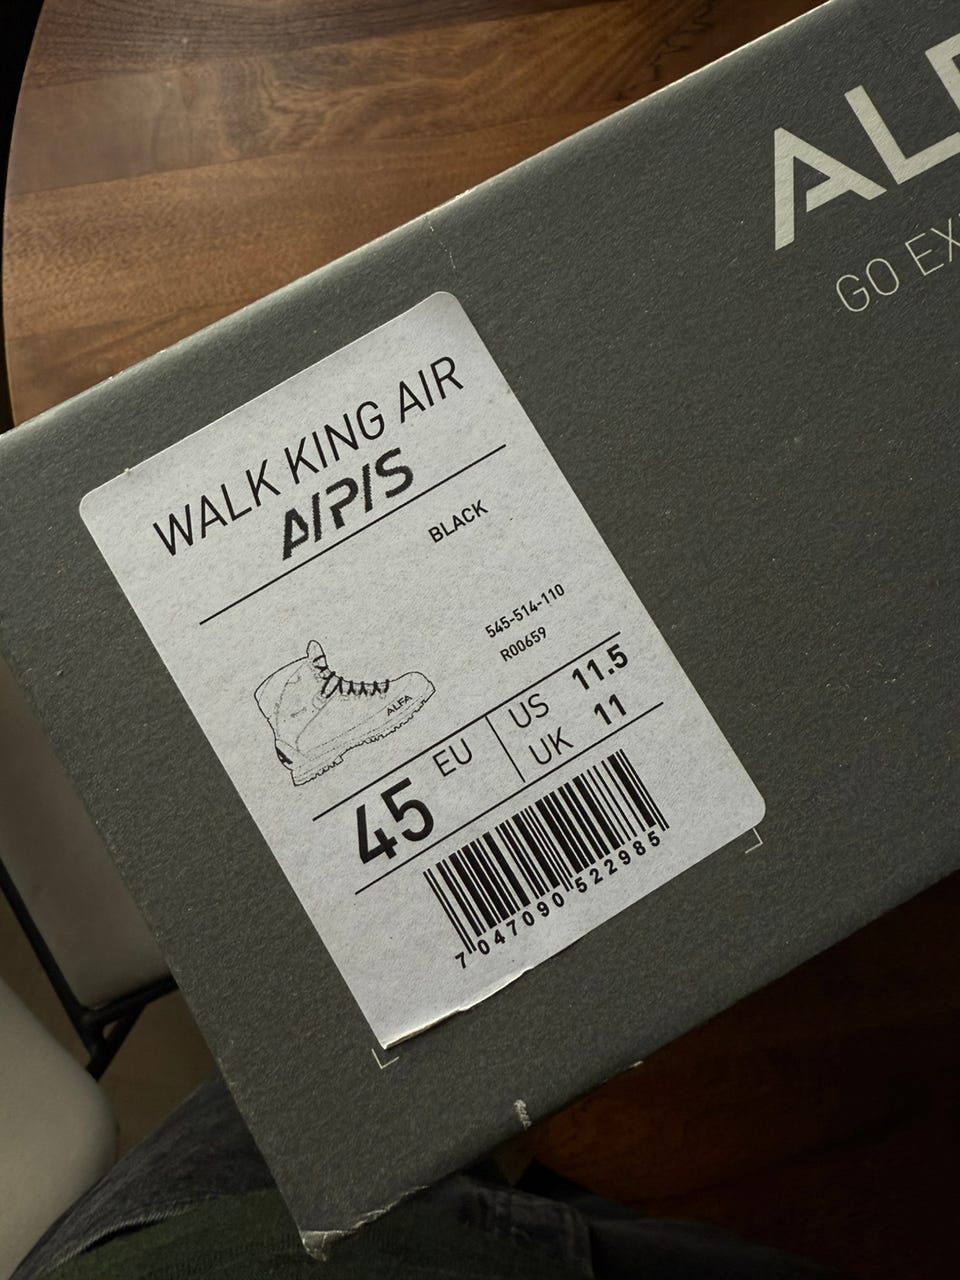 ALF
GO EX
WALK KING AIR
A/P/S
BLACK
545-514-110
R00659
ALFA
45 EU
US 11.5
UK 11
7 047090 522985